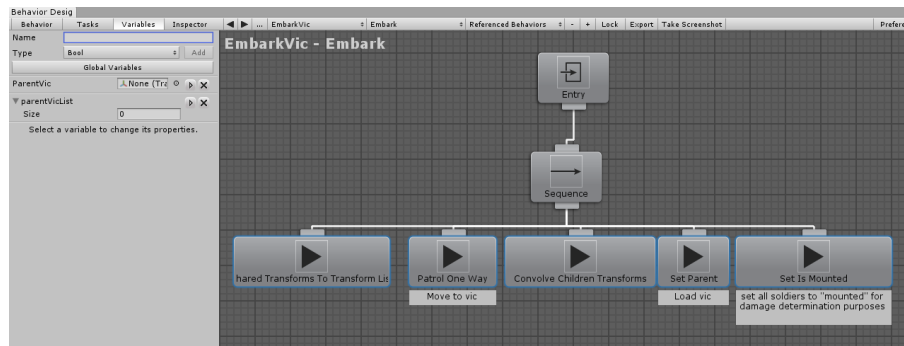 Behavior Desig
Behavior Tasks Variables Inspector
... EmbarkVic Embark Referenced Behaviors - + Lock Export Take Screenshot Prefere
Name
Type Bool Add
Global Variables
ParentVic None (Tra
parentVicList
Size 0
Select a variable to change its properties.
EmbarkVic - Embark
Entry
Sequence
hared Transforms To Transform Lis
Patrol One Way
Move to vic
Convolve Children Transforms
Set Parent
Load vic
Set Is Mounted
set all soldiers to "mounted" for
damage determination purposes